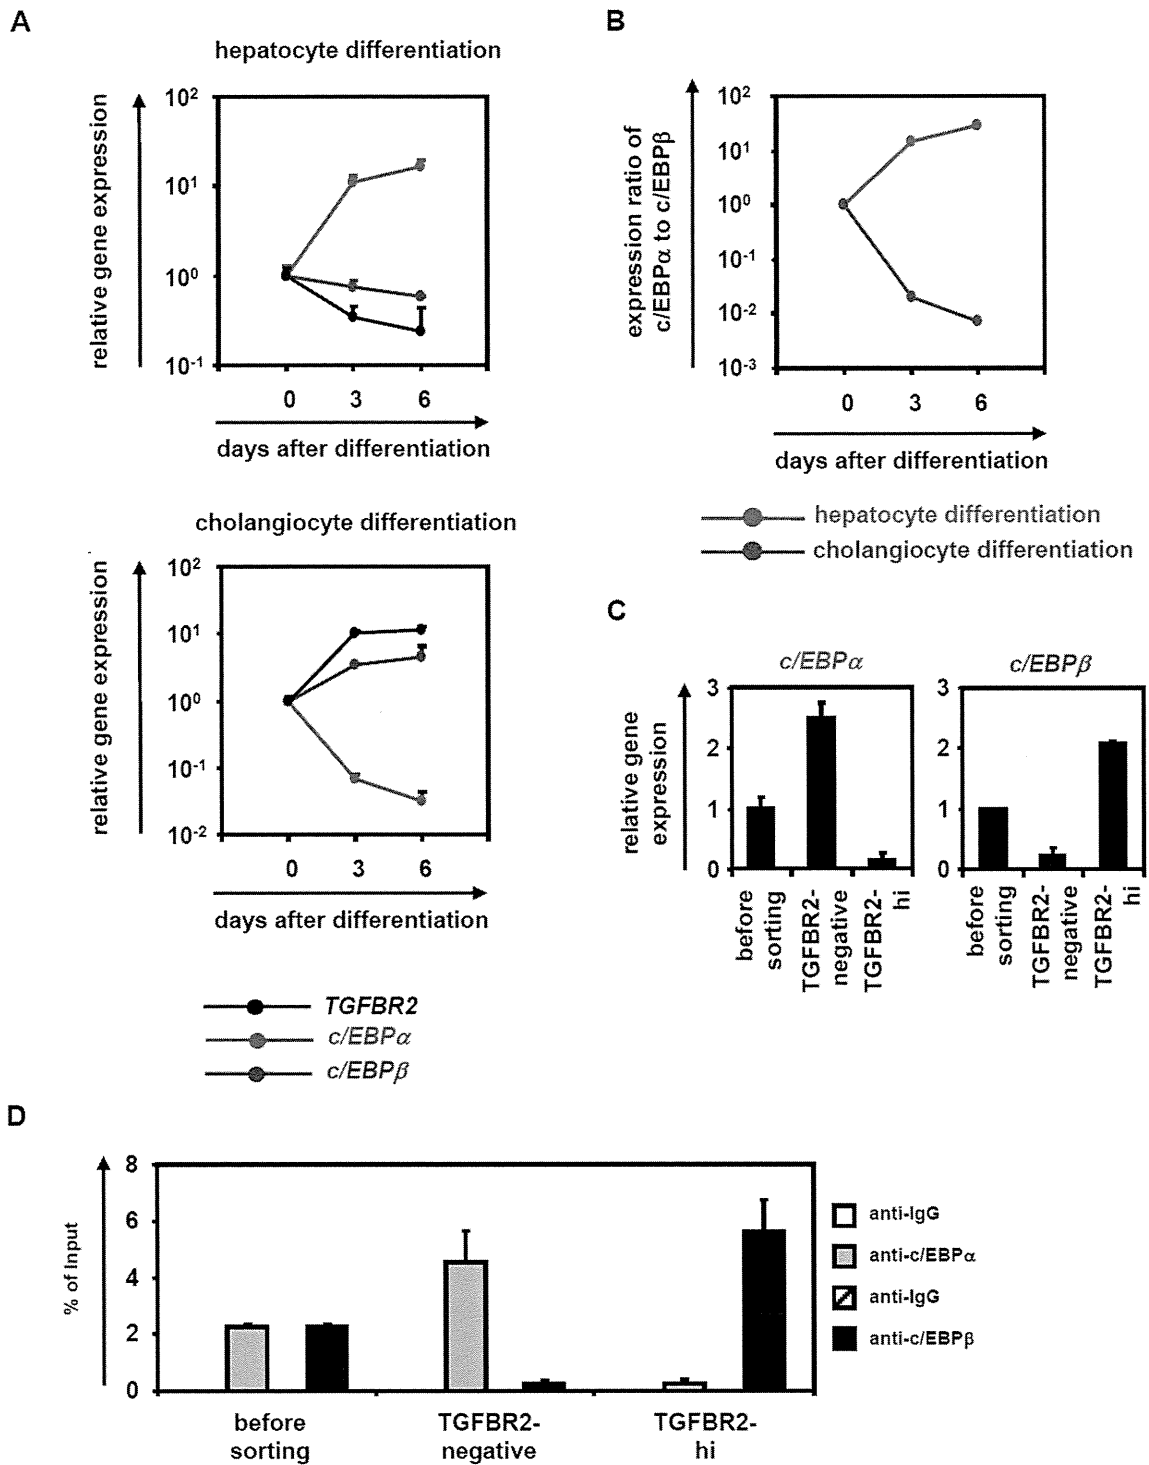 A
hepatocyte differentiation
relative gene expression
10²
10¹
10⁰
10⁻¹
0 3 6
days after differentiation
cholangiocyte differentiation
relative gene expression
10²
10¹
10⁰
10⁻¹
10⁻²
0 3 6
days after differentiation
TGFBR2
c/EBPα
c/EBPβ
B
expression ratio of
c/EBPα to c/EBPβ
10²
10¹
10⁰
10⁻¹
10⁻²
10⁻³
0 3 6
days after differentiation
hepatocyte differentiation
cholangiocyte differentiation
C
relative gene
expression
c/EBPα
3
2
1
0
before
sorting
TGFBR2-
negative
TGFBR2-
hi
c/EBPβ
3
2
1
0
before
sorting
TGFBR2-
negative
TGFBR2-
hi
D
% of Input
8
6
4
2
0
before
sorting
TGFBR2-
negative
TGFBR2-
hi
anti-IgG
anti-c/EBPα
anti-IgG
anti-c/EBPβ